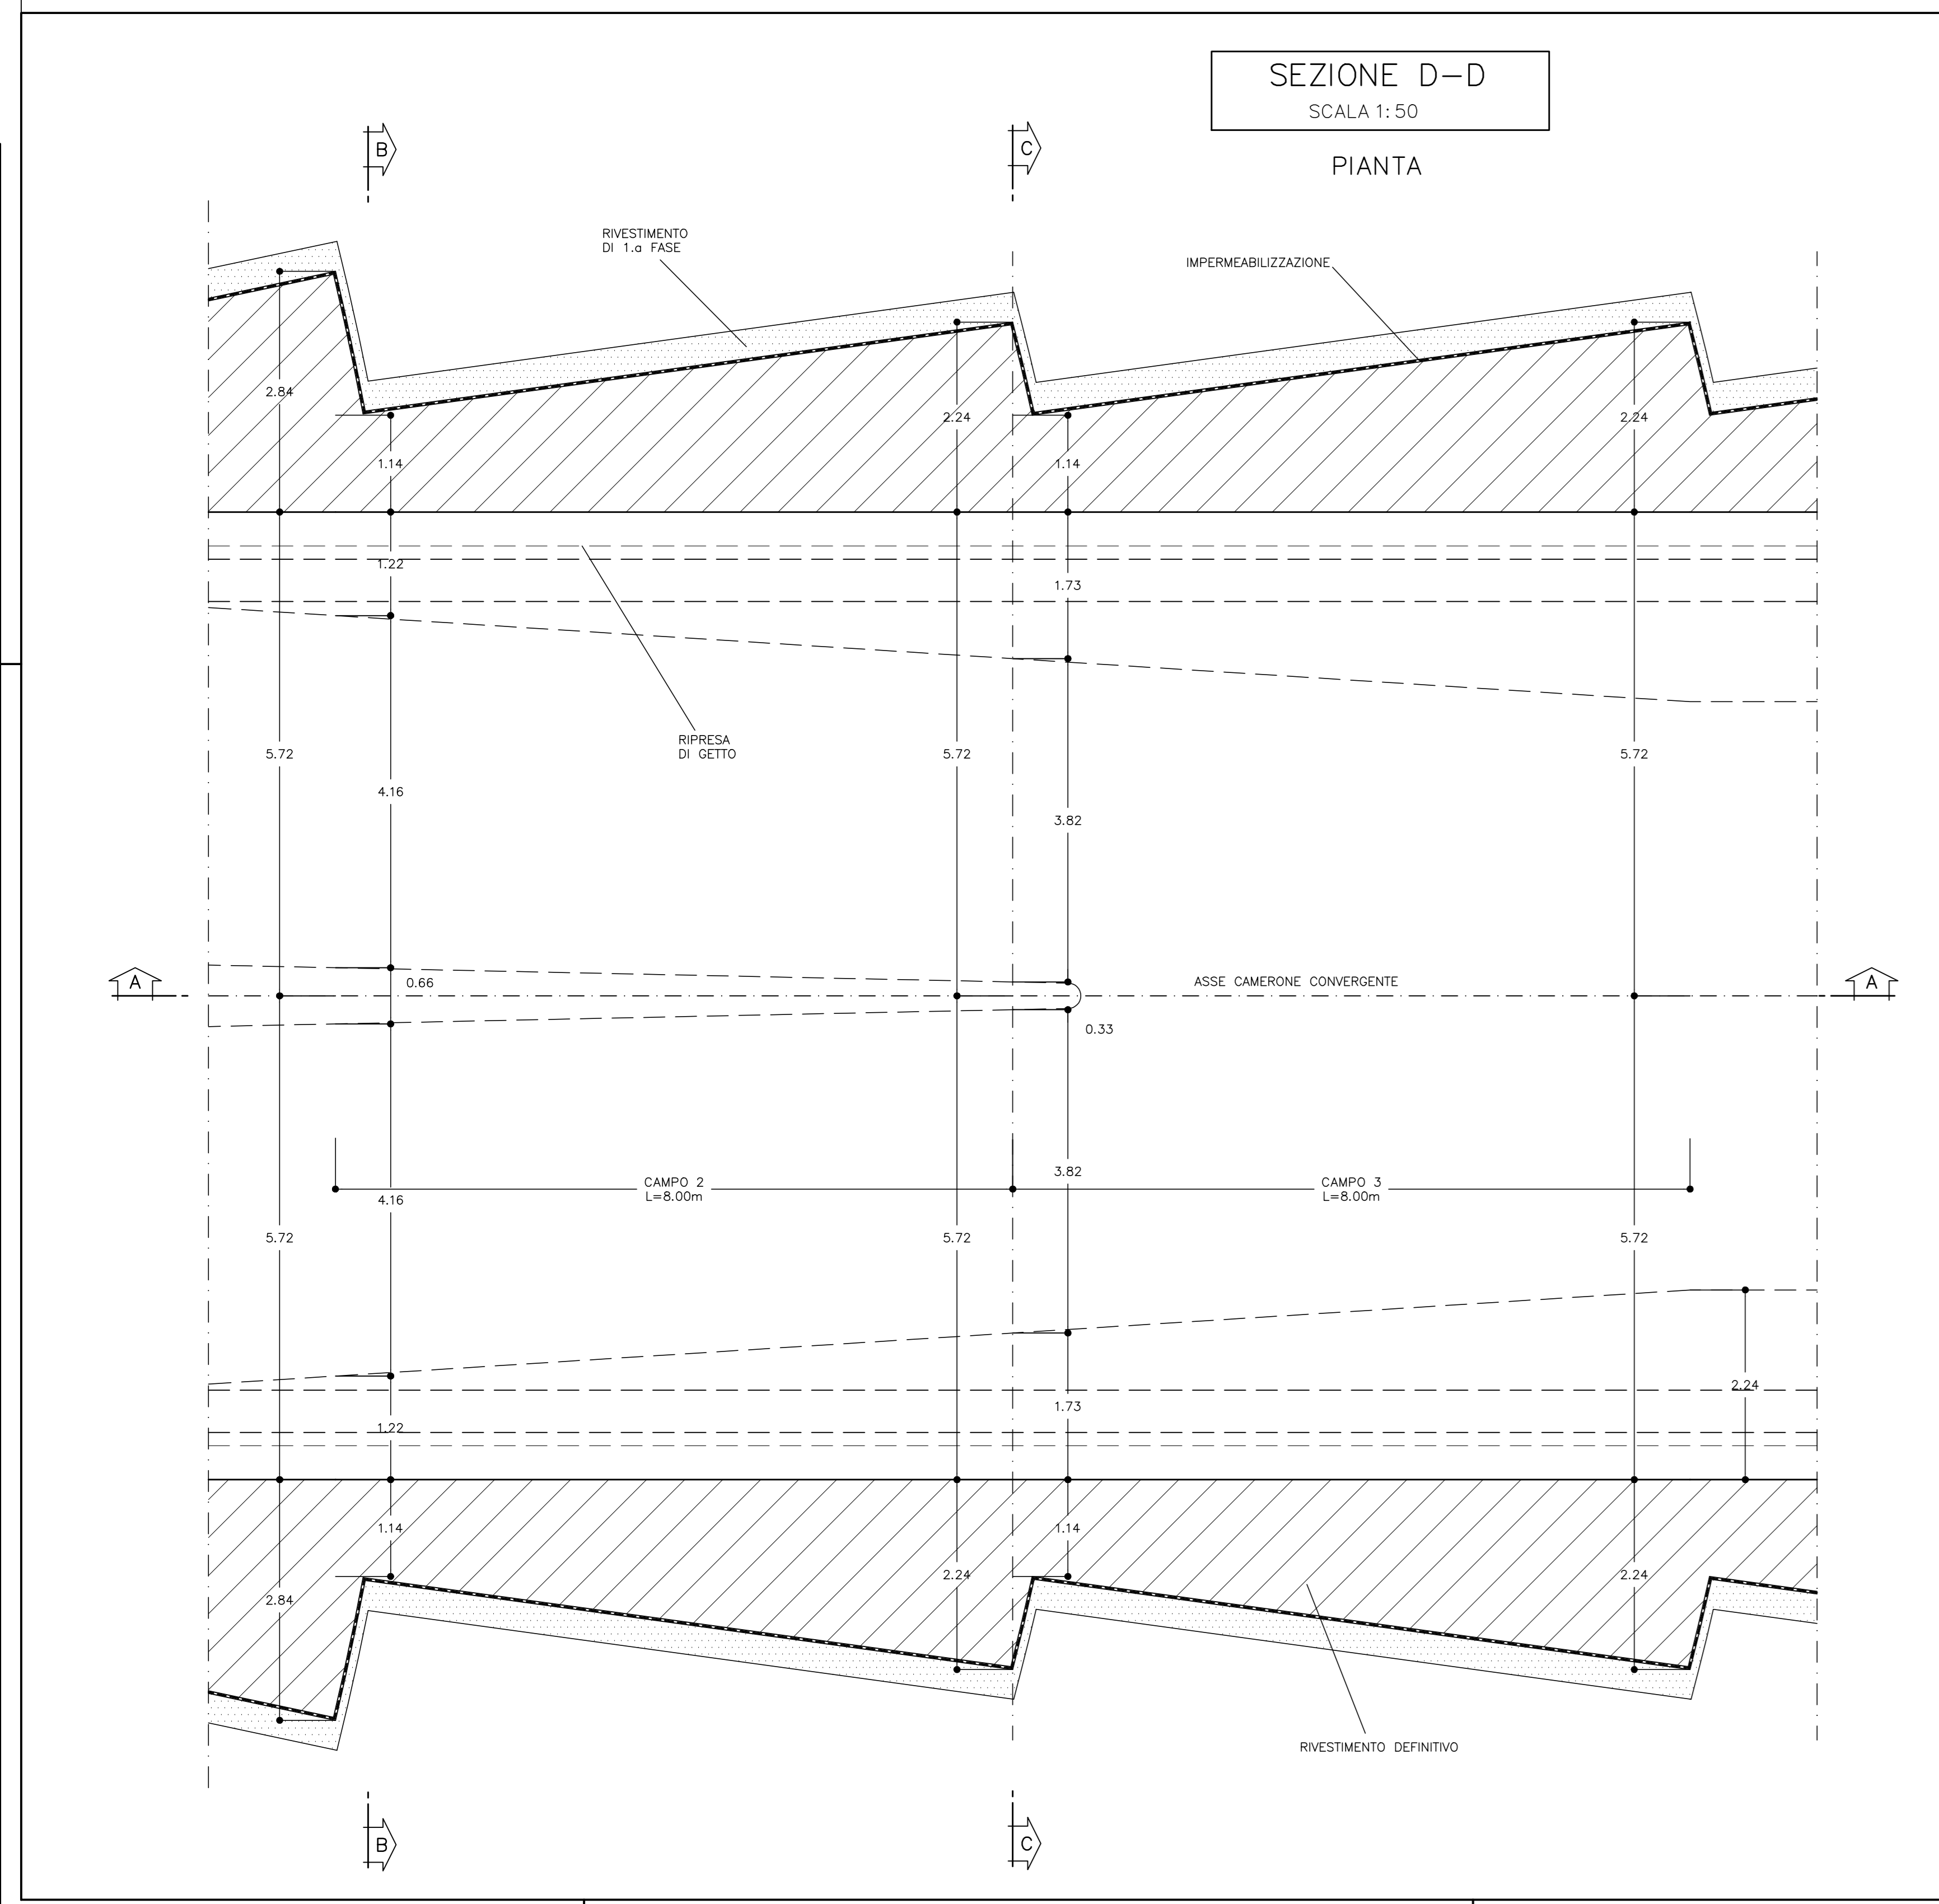 SEZIONE D-D
SCALA 1:50
PIANTA
B
C
RIVESTIMENTO
DI 1.a FASE
IMPERMEABILIZZAZIONE
2.84
2.24
2.24
1.14
1.14
1.22
1.73
RIPRESA
DI GETTO
5.72
5.72
5.72
4.16
3.82
A
0.66
ASSE CAMERONE CONVERGENTE
A
0.33
3.82
CAMPO 2
L=8.00m
CAMPO 3
L=8.00m
4.16
5.72
5.72
5.72
2.24
1.22
1.73
1.14
1.14
2.84
2.24
2.24
RIVESTIMENTO DEFINITIVO
B
C